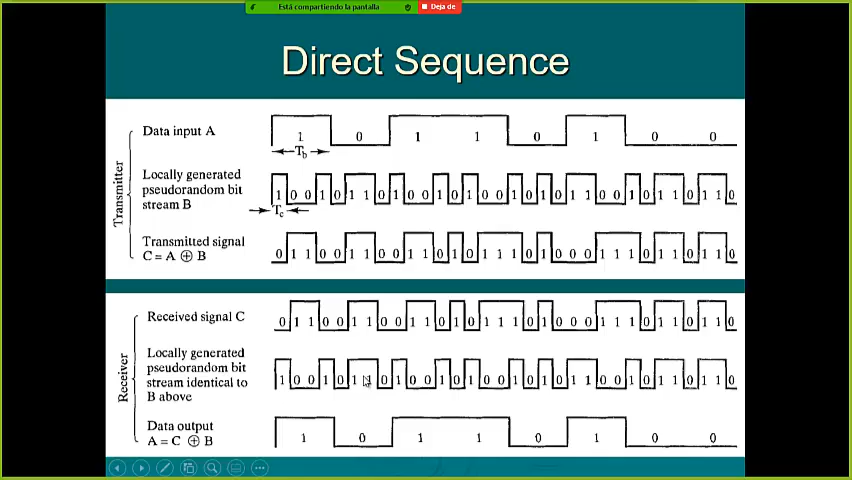 Está compartiendo la pantalla
Deja de
Direct Sequence
Transmitter
Data input A
1 0 1 1 0 1 0 0
T_b
Locally generated
pseudorandom bit
stream B
1 0 0 1 0 1 1 0 1 0 0 1 0 1 0 0 1 0 1 0 1 1 0 0 1 0 1 1 0 1 1 0
T_c
Transmitted signal
C = A ⊕ B
0 1 1 0 0 1 1 0 0 1 1 0 1 0 1 1 1 0 1 0 0 0 1 1 1 0 1 1 0 1 1 0
Receiver
Received signal C
0 1 1 0 0 1 1 0 0 1 1 0 1 0 1 1 1 0 1 0 0 0 1 1 1 0 1 1 0 1 1 0
Locally generated
pseudorandom bit
stream identical to
B above
1 0 0 1 0 1 1 0 1 0 0 1 0 1 0 0 1 0 1 0 1 1 0 0 1 0 1 1 0 1 1 0
Data output
A = C ⊕ B
1 0 1 1 0 1 0 0